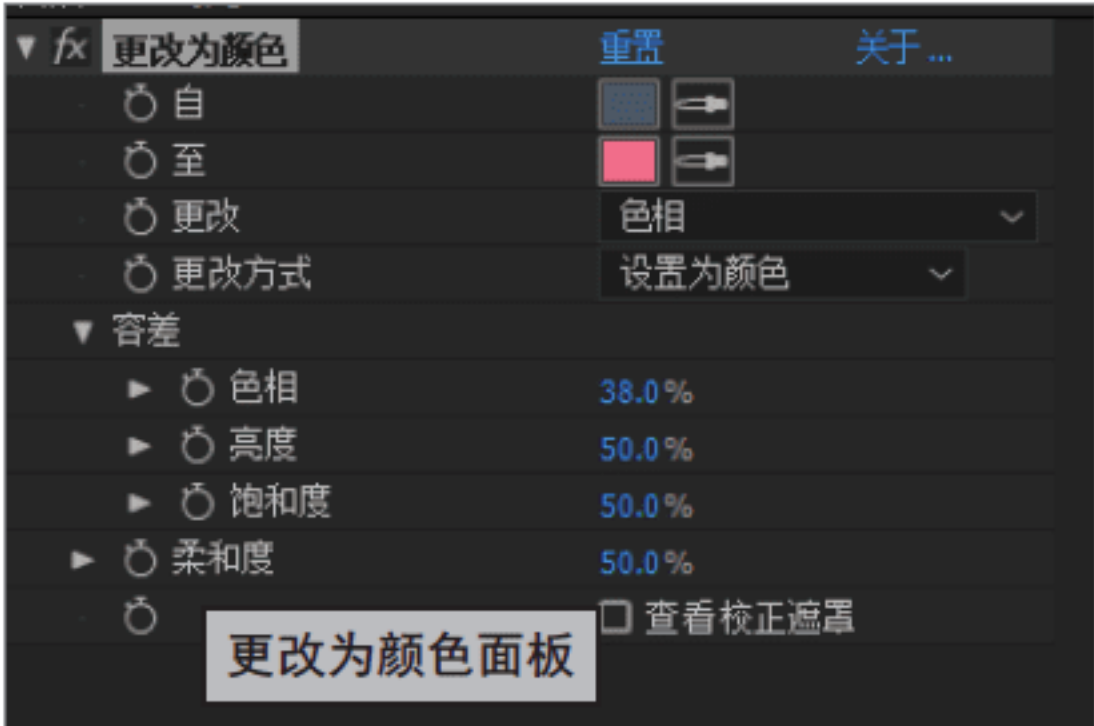 fx 更改为颜色 重置 关于...
自
至
更改 色相
更改方式 设置为颜色
容差
色相 38.0%
亮度 50.0%
饱和度 50.0%
柔和度 50.0%
查看校正遮罩
更改为颜色面板